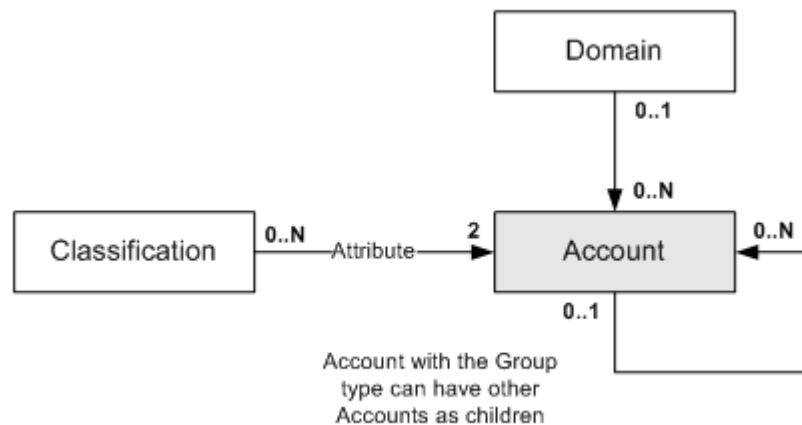 Domain
0..1
0..N
Classification
0..N
Attribute
2
Account
0..N
0..1
Account with the Group
type can have other
Accounts as children